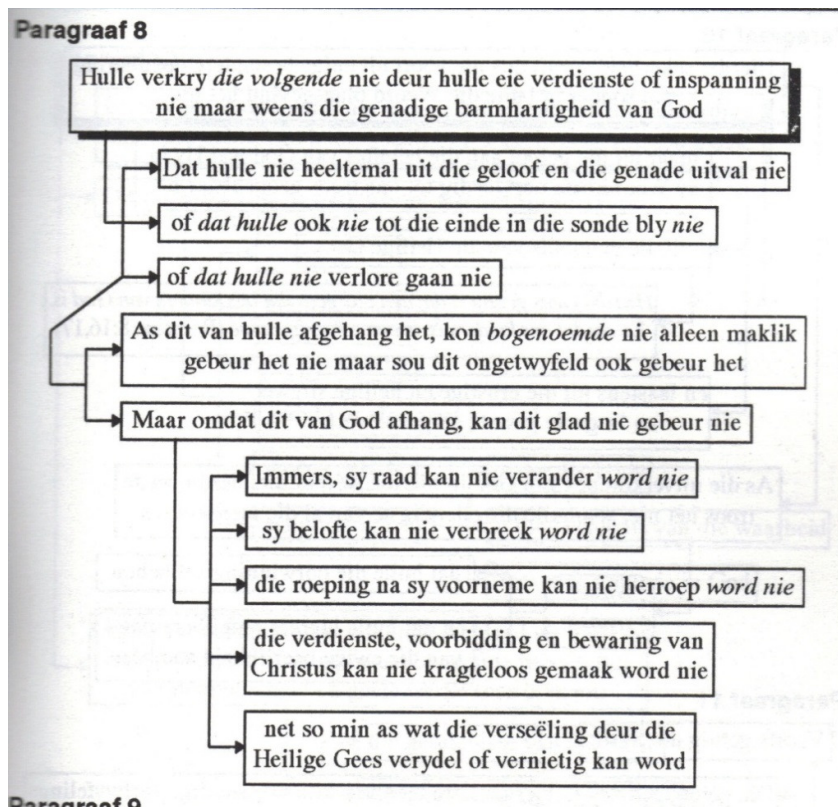 Paragraaf 8
Hulle verkry die volgende nie deur hulle eie verdienste of inspanning
nie maar weens die genadige barmhartigheid van God
Dat hulle nie heeltemal uit die geloof en die genade uitval nie
of dat hulle ook nie tot die einde in die sonde bly nie
of dat hulle nie verlore gaan nie
As dit van hulle afgehang het, kon bogenoemde nie alleen maklik
gebeur het nie maar sou dit ongetwyfeld ook gebeur het
Maar omdat dit van God afhang, kan dit glad nie gebeur nie
Immers, sy raad kan nie verander word nie
sy belofte kan nie verbreek word nie
die roeping na sy voorneme kan nie herroep word nie
die verdienste, voorbidding en bewaring van
Christus kan nie kragteloos gemaak word nie
net so min as wat die verseëling deur die
Heilige Gees verydel of vernietig kan word
Paragraaf 9